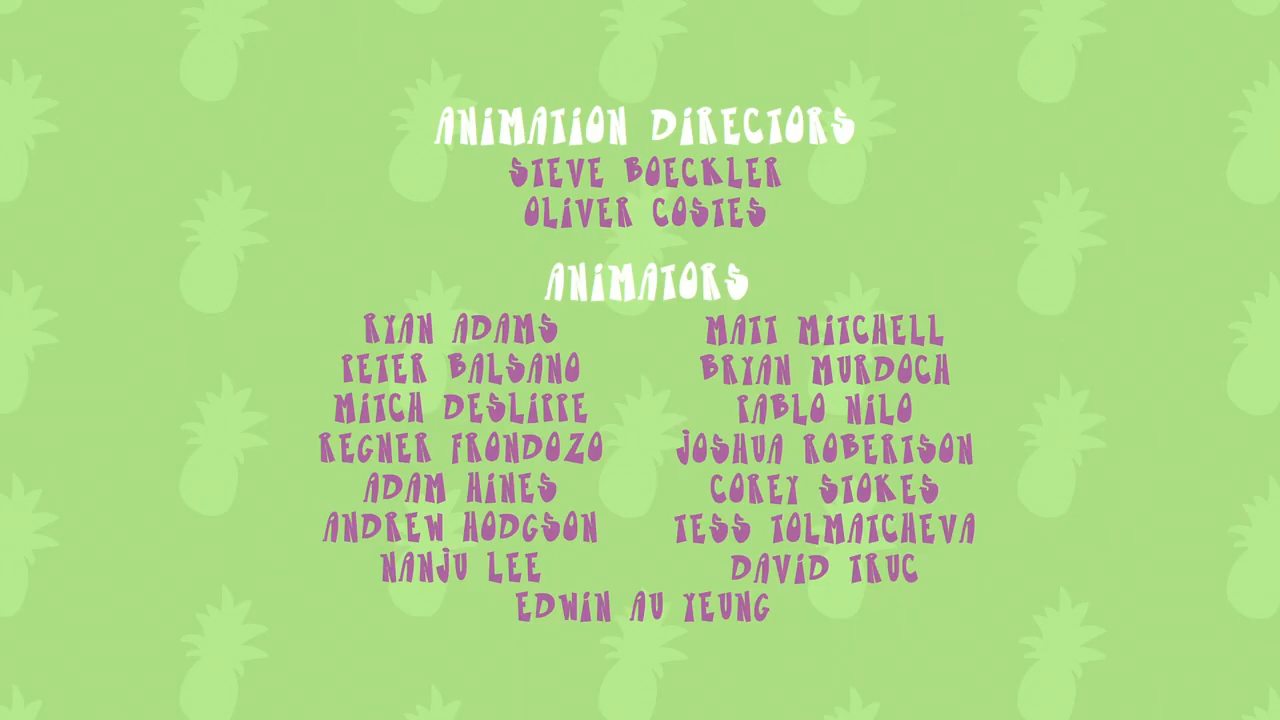 ANIMATION DIRECTORS
STEVE BOECKLER
OLIVER COSTES
ANIMATORS
RYAN ADAMS
PETER BALSANO
MITCH DESLIPPE
REGNER FRONDOZO
ADAM HINES
ANDREW HODGSON
NANJU LEE
MATT MITCHELL
BRYAN MURDOCH
PABLO NILO
JOSHUA ROBERTSON
COREY STOKES
TESS TOLMATCHEVA
DAVID TRUC
EDWIN AU YEUNG